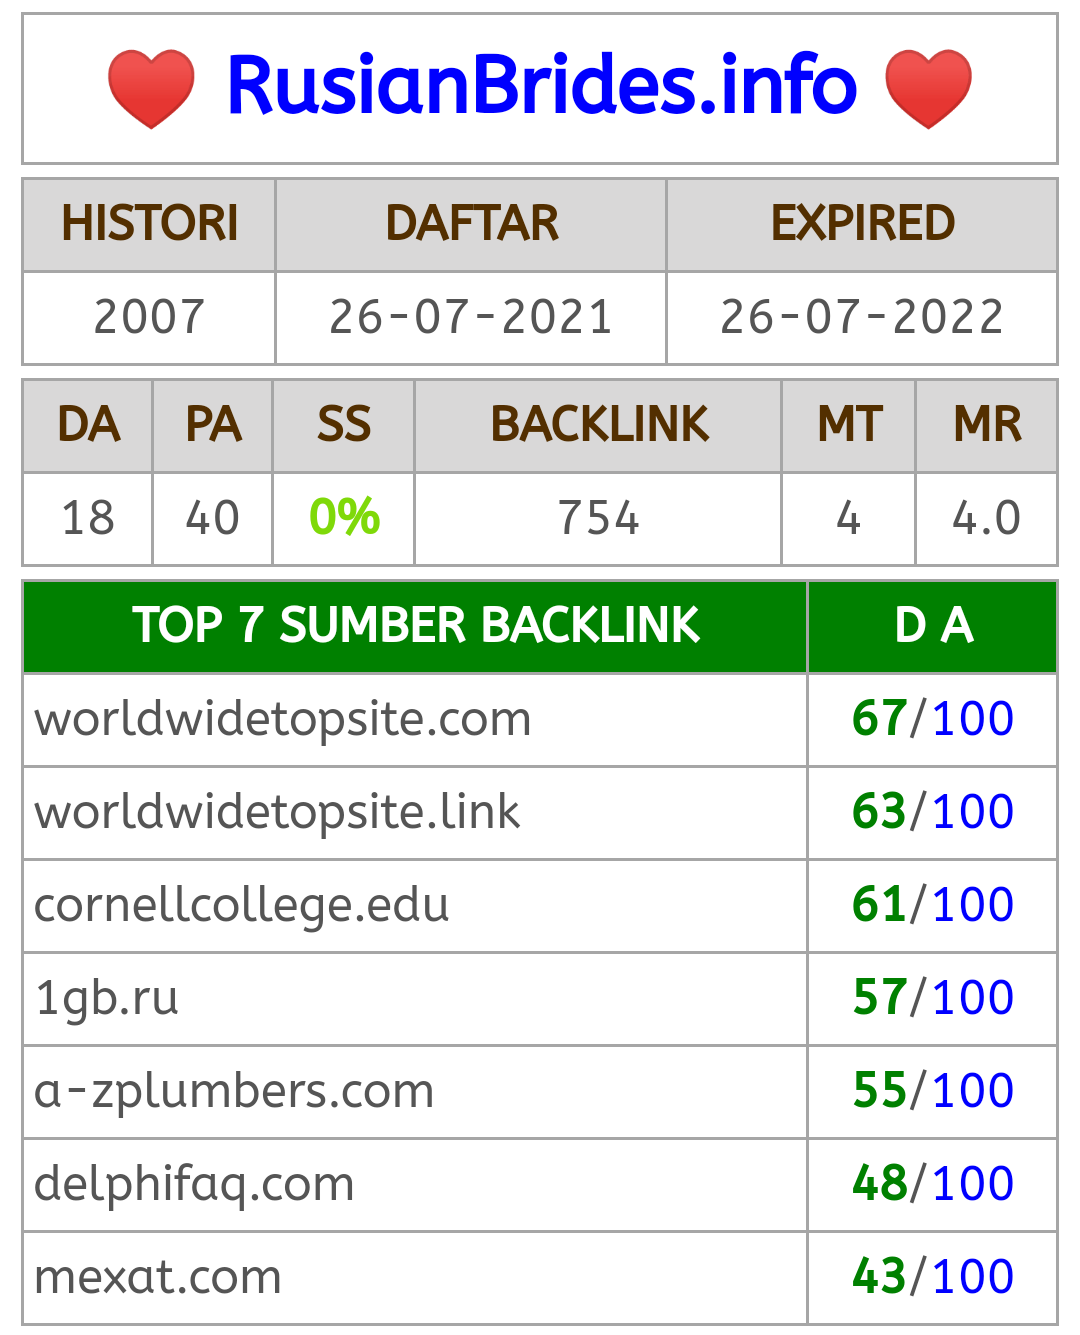 RusianBrides.info
HISTORI DAFTAR EXPIRED
2007 26-07-2021 26-07-2022
DA PA SS BACKLINK MT MR
18 40 0% 754 4 4.0
TOP 7 SUMBER BACKLINK D A
worldwidetopsite.com 67/100
worldwidetopsite.link 63/100
cornellcollege.edu 61/100
1gb.ru 57/100
a-zplumbers.com 55/100
delphifaq.com 48/100
mexat.com 43/100